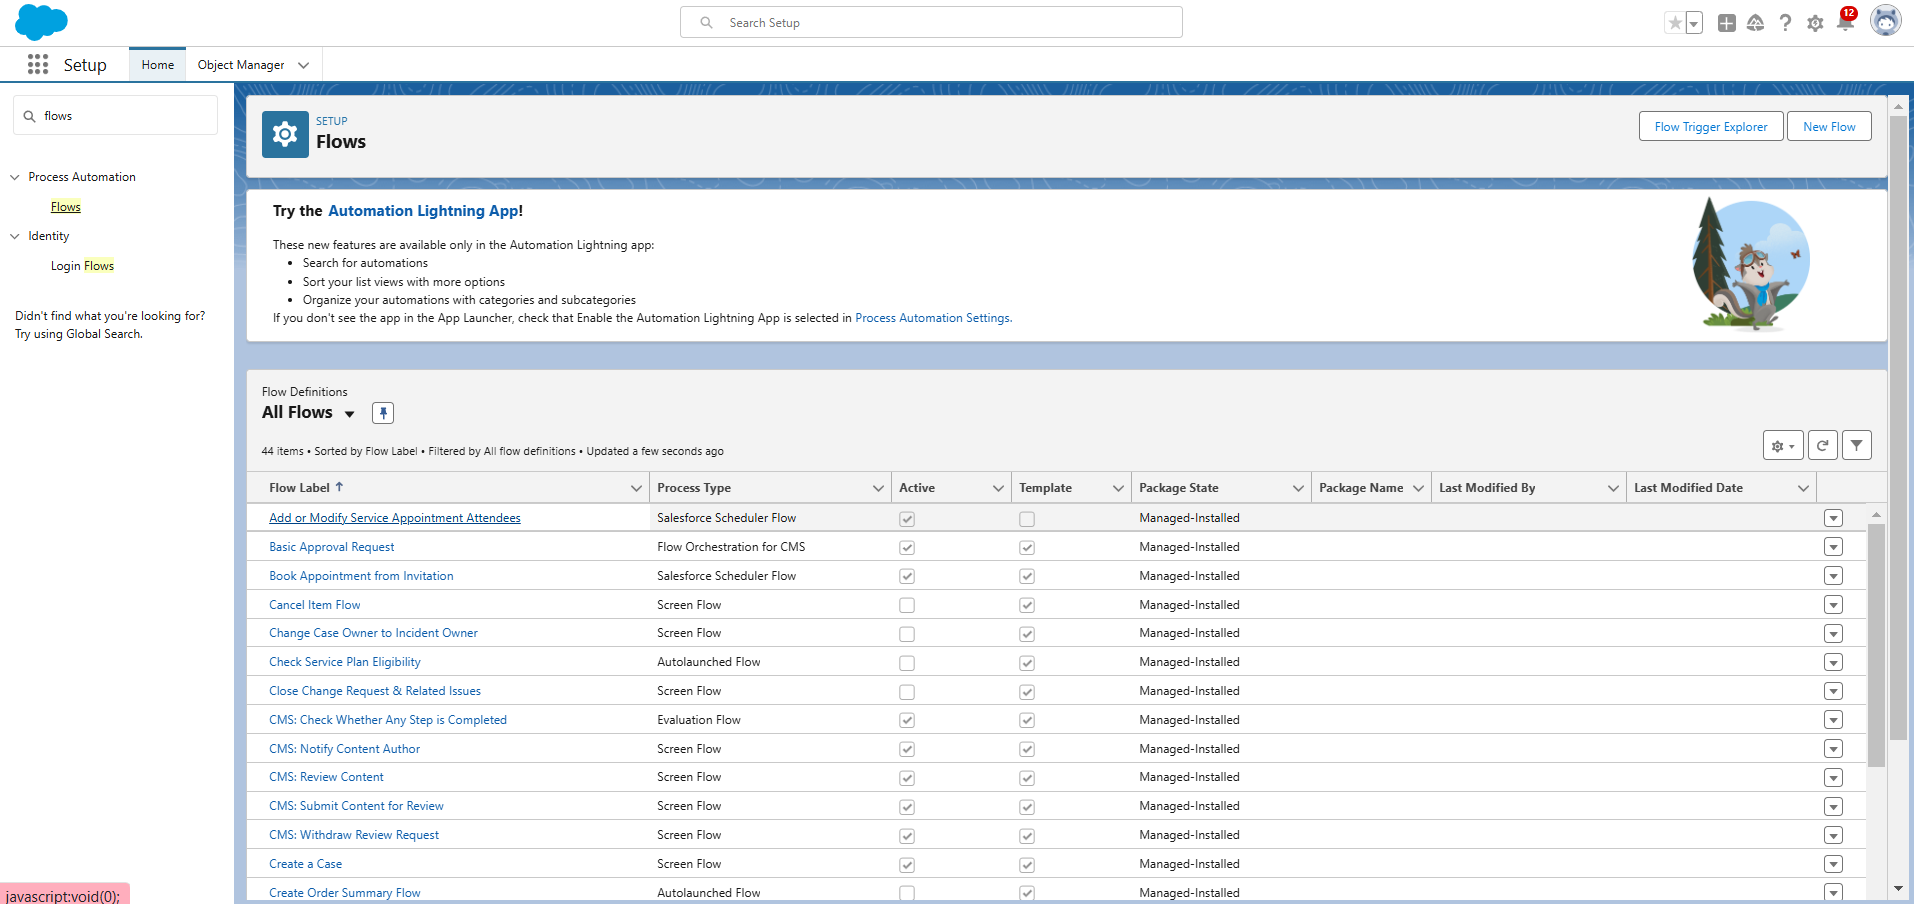 Search Setup
12
Setup
Home
Object Manager
flows
Process Automation
Flows
Identity
Login Flows
Didn't find what you're looking for?
Try using Global Search.
SETUP
Flows
Flow Trigger Explorer
New Flow
Try the Automation Lightning App!
These new features are available only in the Automation Lightning app:
• Search for automations
• Sort your list views with more options
• Organize your automations with categories and subcategories
If you don't see the app in the App Launcher, check that Enable the Automation Lightning App is selected in Process Automation Settings.
Flow Definitions
All Flows
44 items • Sorted by Flow Label • Filtered by All flow definitions • Updated a few seconds ago
Flow Label Process Type Active Template Package State Package Name Last Modified By Last Modified Date
Add or Modify Service Appointment Attendees Salesforce Scheduler Flow Managed-Installed
Basic Approval Request Flow Orchestration for CMS Managed-Installed
Book Appointment from Invitation Salesforce Scheduler Flow Managed-Installed
Cancel Item Flow Screen Flow Managed-Installed
Change Case Owner to Incident Owner Screen Flow Managed-Installed
Check Service Plan Eligibility Autolaunched Flow Managed-Installed
Close Change Request & Related Issues Screen Flow Managed-Installed
CMS: Check Whether Any Step is Completed Evaluation Flow Managed-Installed
CMS: Notify Content Author Screen Flow Managed-Installed
CMS: Review Content Screen Flow Managed-Installed
CMS: Submit Content for Review Screen Flow Managed-Installed
CMS: Withdraw Review Request Screen Flow Managed-Installed
Create a Case Screen Flow Managed-Installed
Create Order Summary Flow Autolaunched Flow Managed-Installed
javascript:void(0);